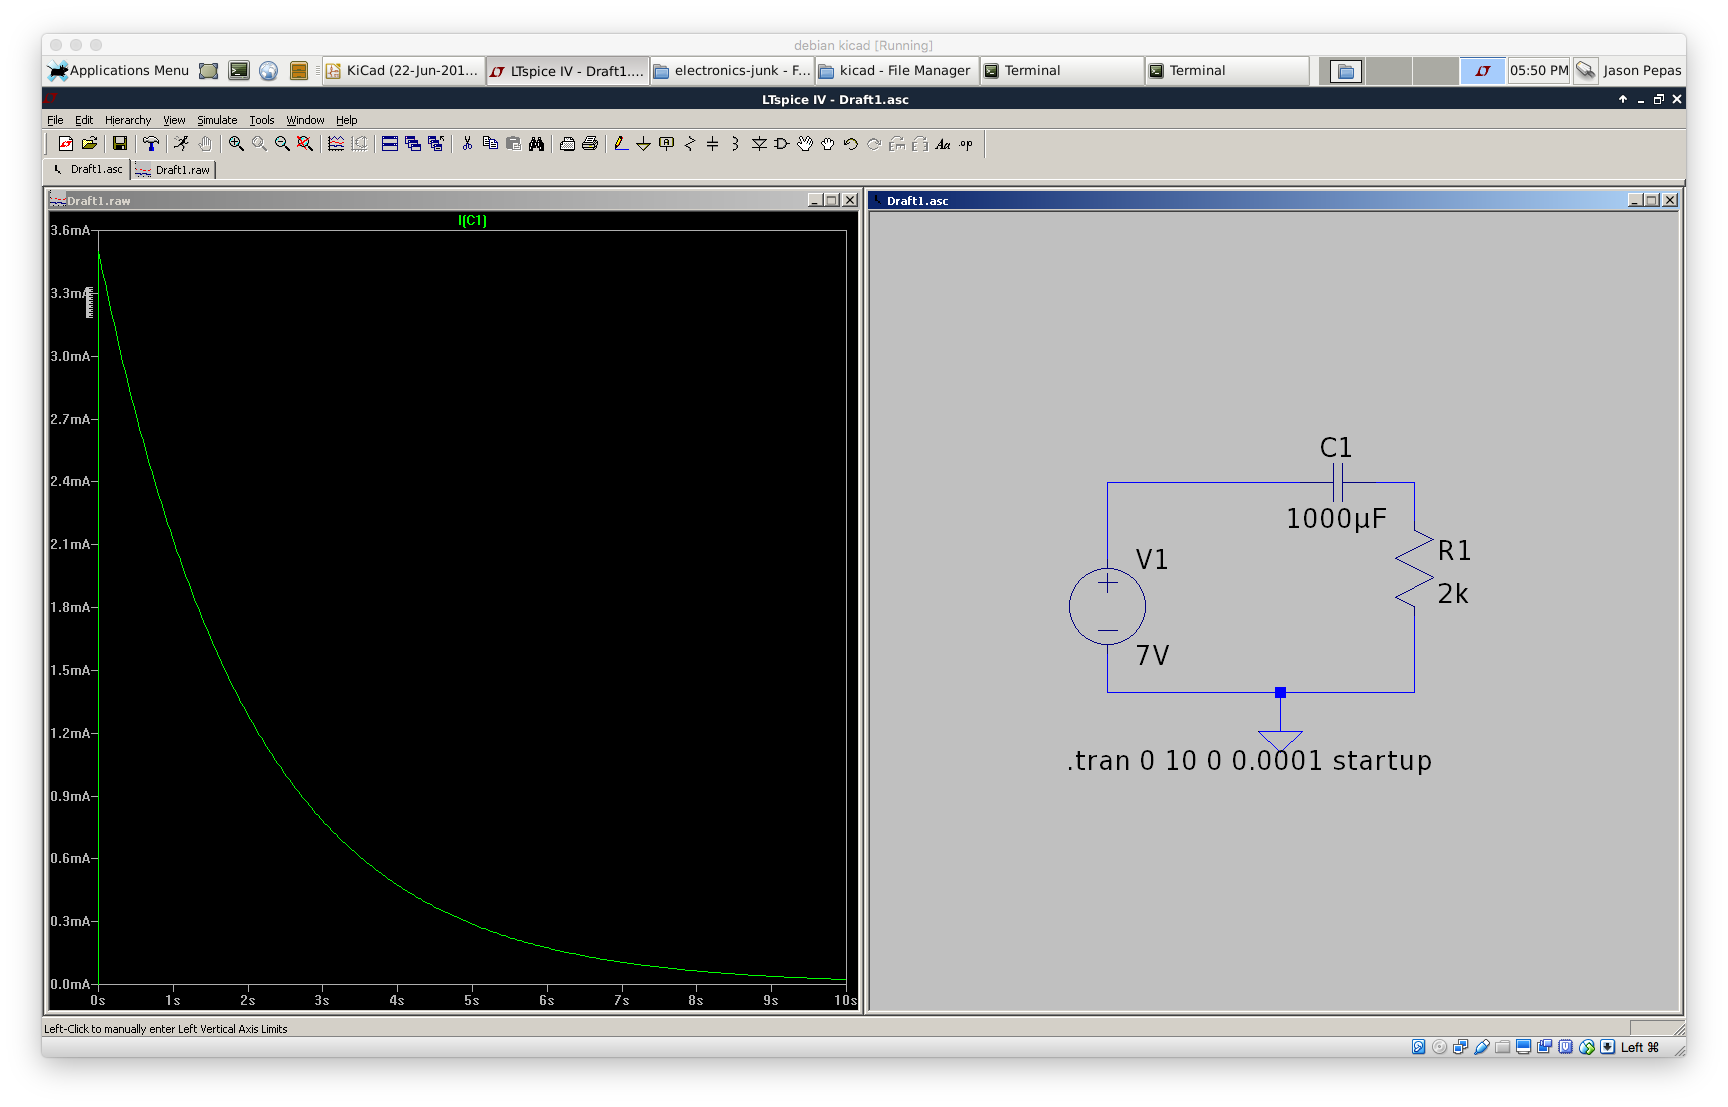 debian kicad [Running]
Applications Menu
KiCad (22-Jun-201...
LTspice IV - Draft1....
electronics-junk - F...
kicad - File Manager
Terminal
Terminal
05:50 PM
Jason Pepas
LTspice IV - Draft1.asc
File Edit Hierarchy View Simulate Tools Window Help
Aa .op
Draft1.asc
Draft1.raw
Draft1.raw
I(C1)
3.6mA
3.3mA
3.0mA
2.7mA
2.4mA
2.1mA
1.8mA
1.5mA
1.2mA
0.9mA
0.6mA
0.3mA
0.0mA
0s 1s 2s 3s 4s 5s 6s 7s 8s 9s 10s
Draft1.asc
C1
1000µF
V1
7V
R1
2k
.tran 0 10 0 0.0001 startup
Left-Click to manually enter Left Vertical Axis Limits
Left ⌘